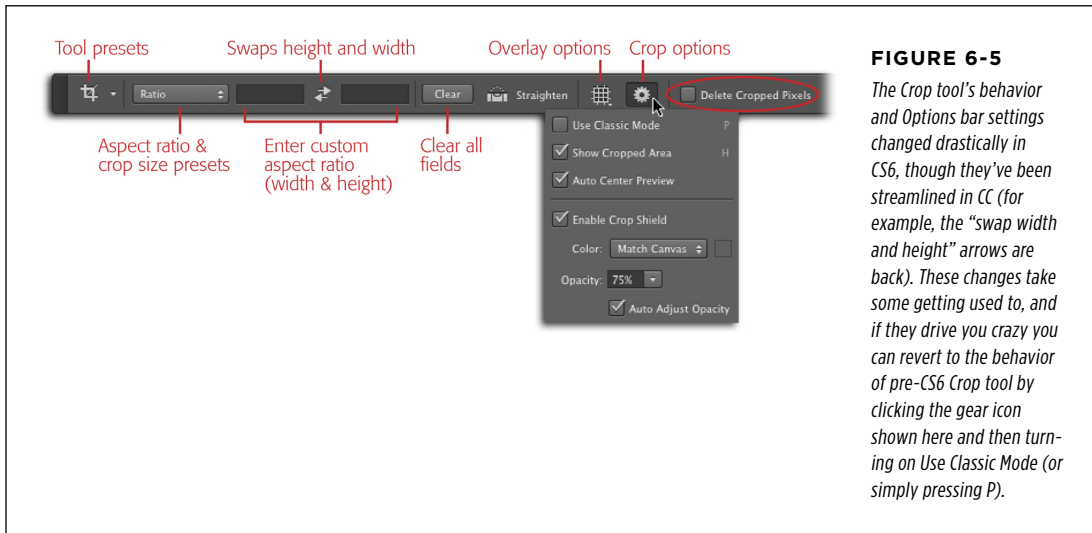 Tool presets
Swaps height and width
Overlay options
Crop options
Ratio
Clear
Straighten
Delete Cropped Pixels
Aspect ratio &
crop size presets
Enter custom
aspect ratio
(width & height)
Clear all
fields
Use Classic Mode P
Show Cropped Area H
Auto Center Preview
Enable Crop Shield
Color: Match Canvas
Opacity: 75%
Auto Adjust Opacity
FIGURE 6-5
The Crop tool’s behavior
and Options bar settings
changed drastically in
CS6, though they’ve been
streamlined in CC (for
example, the “swap width
and height” arrows are
back). These changes take
some getting used to, and
if they drive you crazy you
can revert to the behavior
of pre-CS6 Crop tool by
clicking the gear icon
shown here and then turn-
ing on Use Classic Mode (or
simply pressing P).